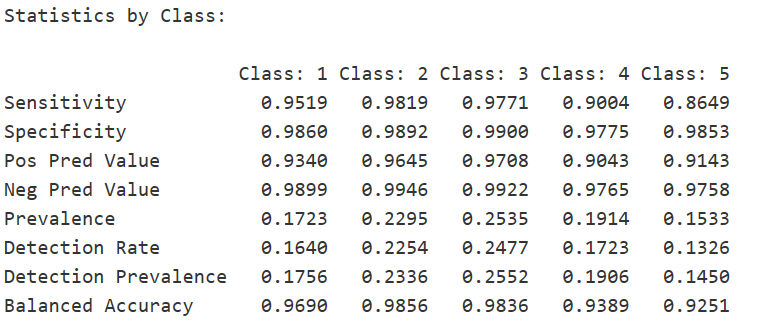 Statistics by Class:

                     Class: 1 Class: 2 Class: 3 Class: 4 Class: 5
Sensitivity            0.9519   0.9819   0.9771   0.9004   0.8649
Specificity            0.9860   0.9892   0.9900   0.9775   0.9853
Pos Pred Value         0.9340   0.9645   0.9708   0.9043   0.9143
Neg Pred Value         0.9899   0.9946   0.9922   0.9765   0.9758
Prevalence             0.1723   0.2295   0.2535   0.1914   0.1533
Detection Rate         0.1640   0.2254   0.2477   0.1723   0.1326
Detection Prevalence   0.1756   0.2336   0.2552   0.1906   0.1450
Balanced Accuracy      0.9690   0.9856   0.9836   0.9389   0.9251